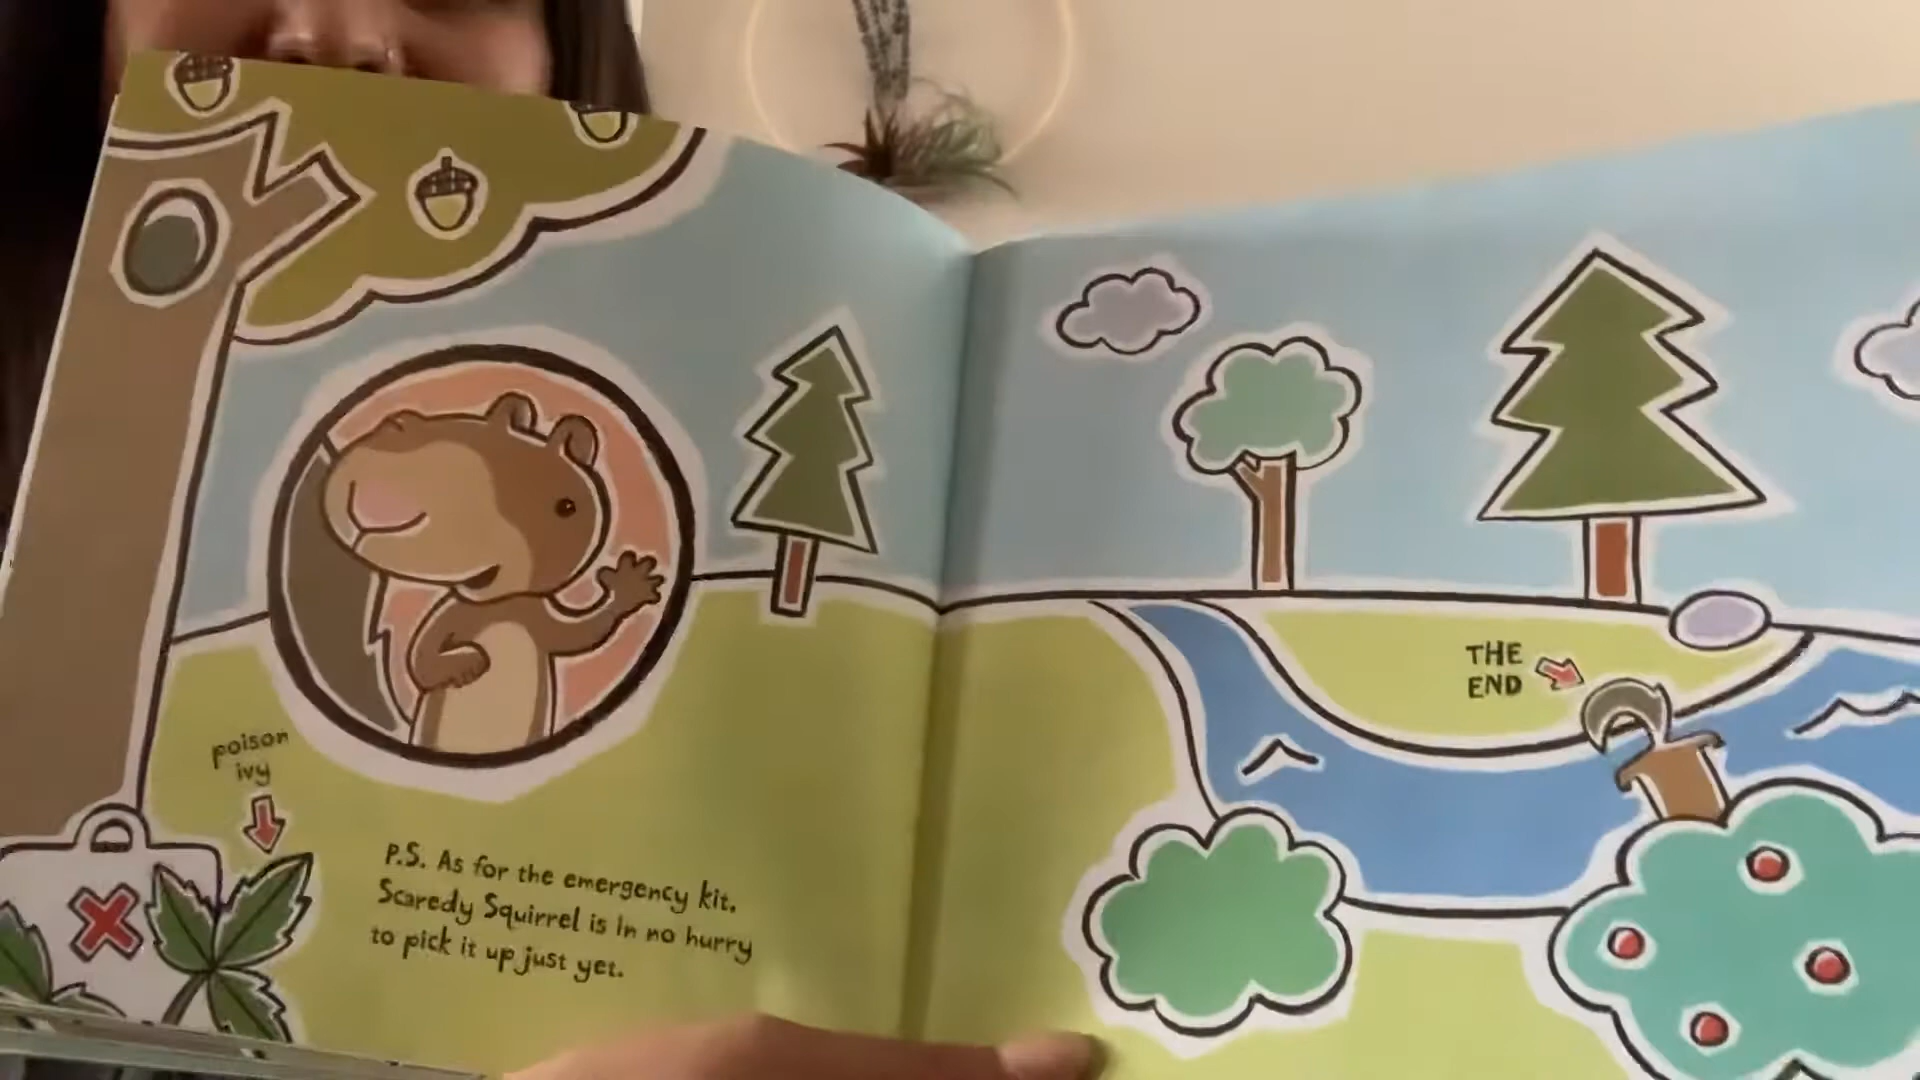 poison
ivy
P.S. As for the emergency kit,
Scaredy Squirrel is in no hurry
to pick it up just yet.
THE
END